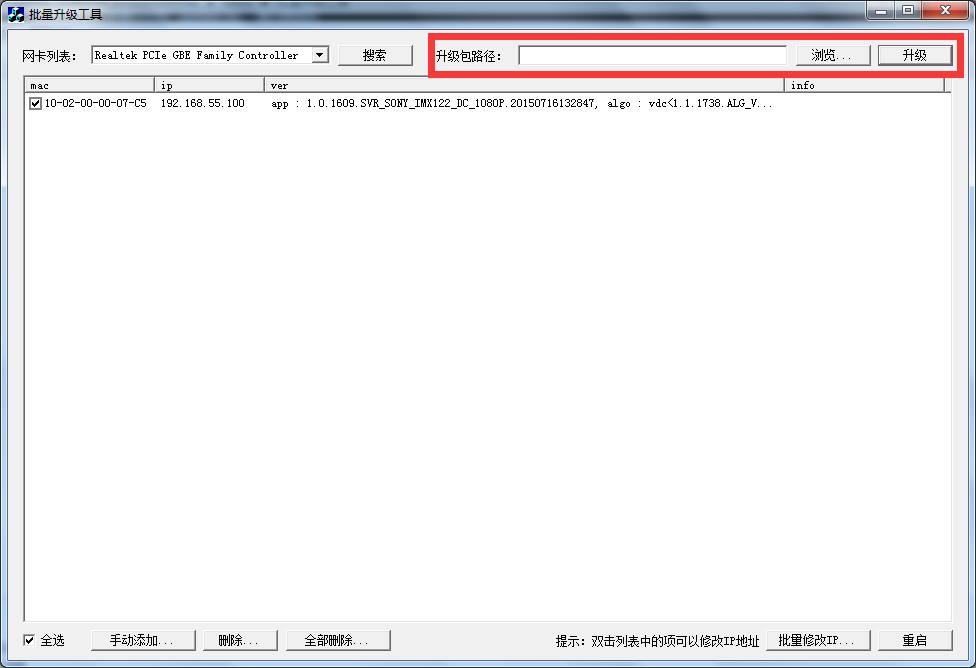 批量升级工具
网卡列表: Realtek PCIe GBE Family Controller 搜索 升级包路径: 浏览... 升级
mac ip ver info
10-02-00-00-07-C5 192.168.55.100 app : 1.0.1609.SVR_SONY_IMX122_DC_1080P.20150716132847, algo : vdc<1.1.1738.ALG_V...
全选 手动添加... 删除... 全部删除... 提示: 双击列表中的项可以修改IP地址 批量修改IP... 重启